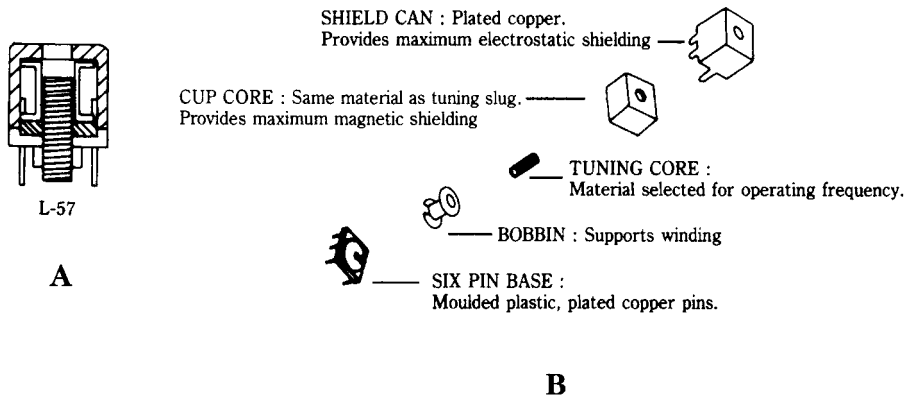 SHIELD CAN : Plated copper.
Provides maximum electrostatic shielding
CUP CORE : Same material as tuning slug.
Provides maximum magnetic shielding
TUNING CORE :
Material selected for operating frequency.
L-57
BOBBIN : Supports winding
A
SIX PIN BASE :
Moulded plastic, plated copper pins.
B